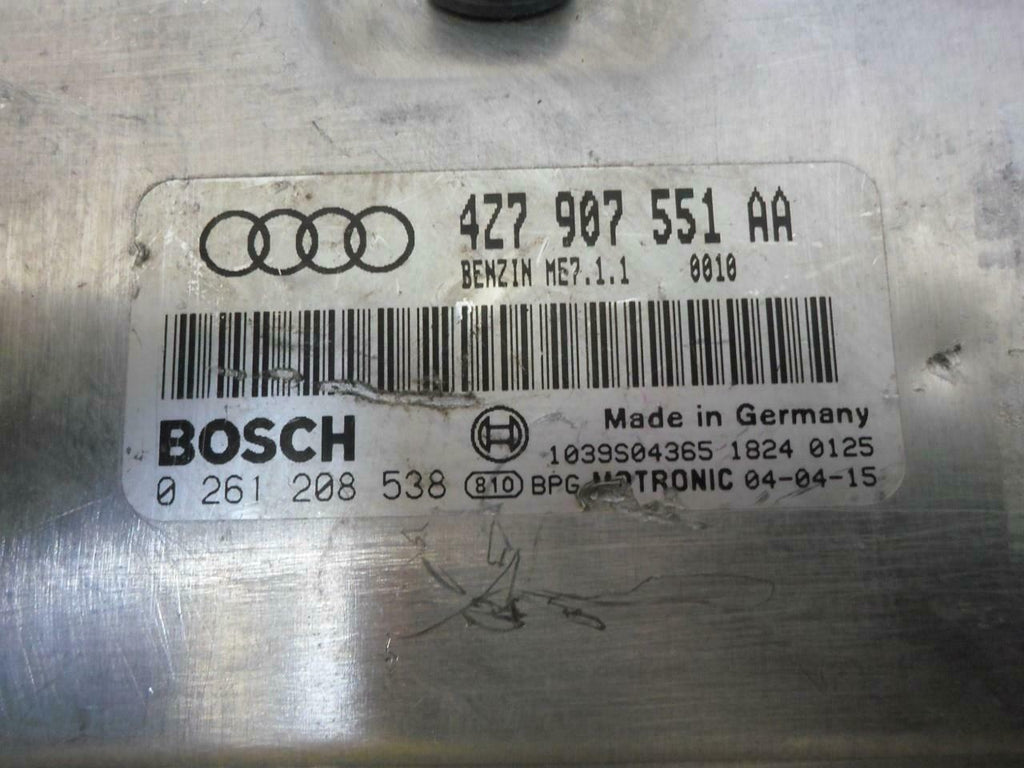 4Z7 907 551 AA
BENZIN ME7.1.1 0010
BOSCH
Made in Germany
1039S04365 1824 0125
0 261 208 538 810 BPG MOTRONIC 04-04-15